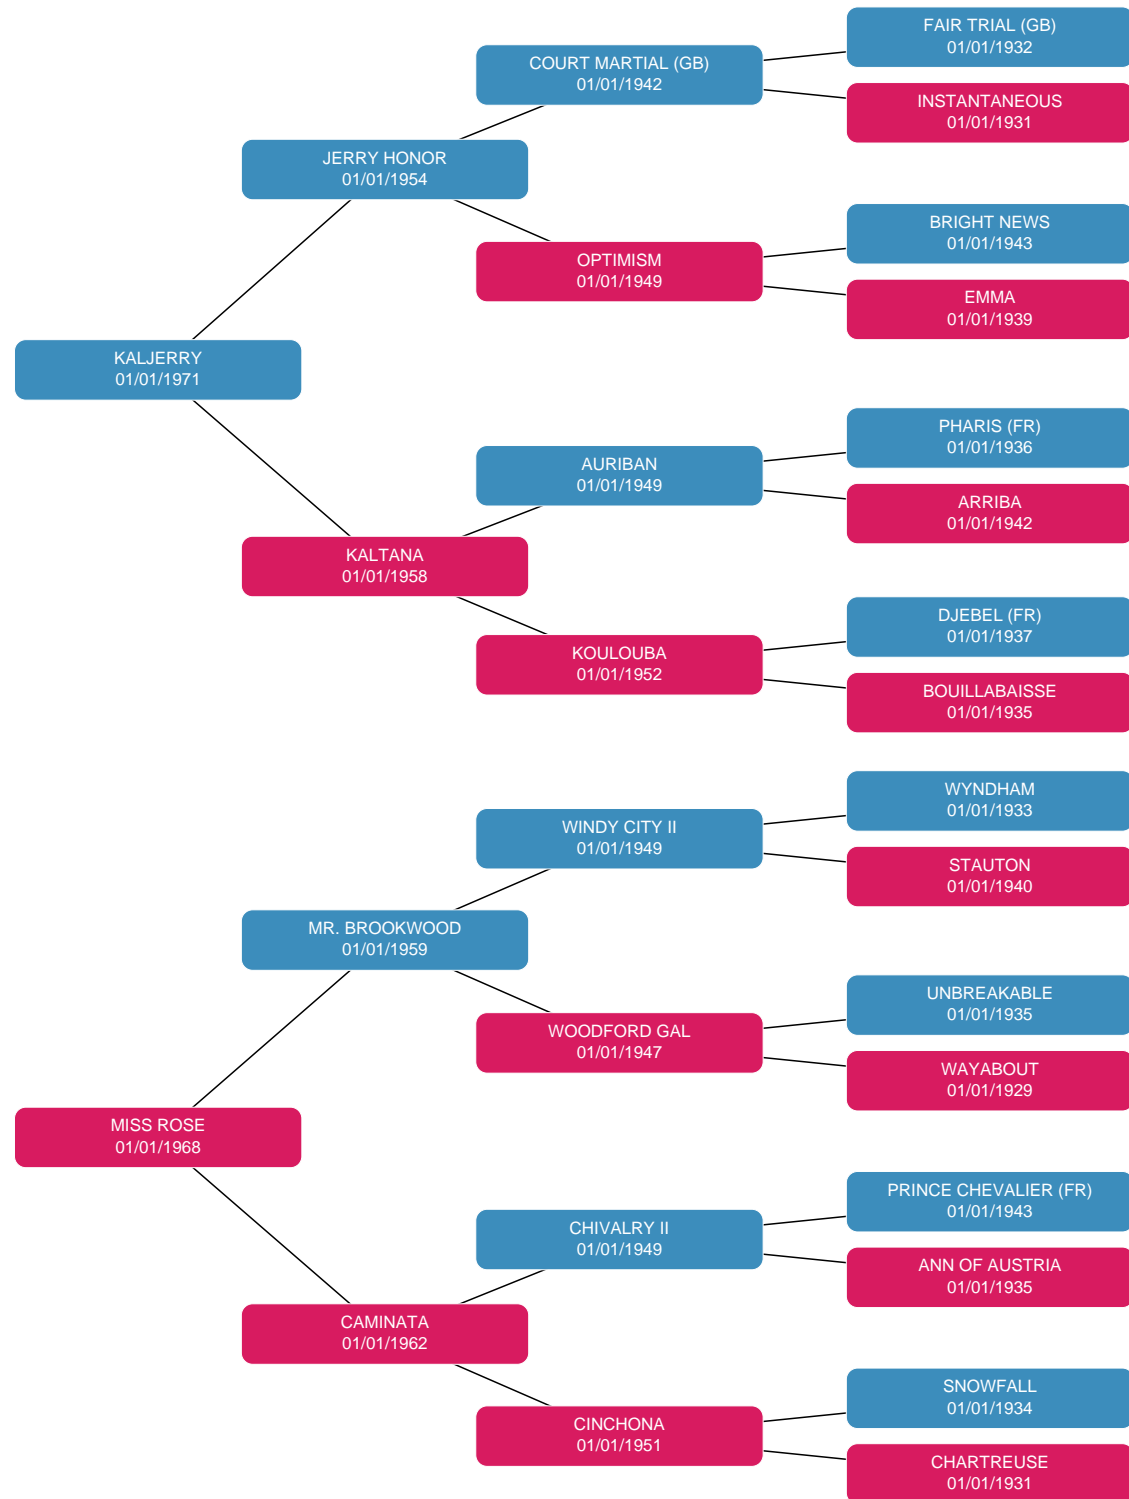 FAIR TRIAL (GB)
01/01/1932
COURT MARTIAL (GB)
01/01/1942
INSTANTANEOUS
01/01/1931
JERRY HONOR
01/01/1954
BRIGHT NEWS
01/01/1943
OPTIMISM
01/01/1949
EMMA
01/01/1939
KALJERRY
01/01/1971
PHARIS (FR)
01/01/1936
AURIBAN
01/01/1949
ARRIBA
01/01/1942
KALTANA
01/01/1958
DJEBEL (FR)
01/01/1937
KOULOUBA
01/01/1952
BOUILLABAISSE
01/01/1935
WYNDHAM
01/01/1933
WINDY CITY II
01/01/1949
STAUTON
01/01/1940
MR. BROOKWOOD
01/01/1959
UNBREAKABLE
01/01/1935
WOODFORD GAL
01/01/1947
WAYABOUT
01/01/1929
MISS ROSE
01/01/1968
PRINCE CHEVALIER (FR)
01/01/1943
CHIVALRY II
01/01/1949
ANN OF AUSTRIA
01/01/1935
CAMINATA
01/01/1962
SNOWFALL
01/01/1934
CINCHONA
01/01/1951
CHARTREUSE
01/01/1931